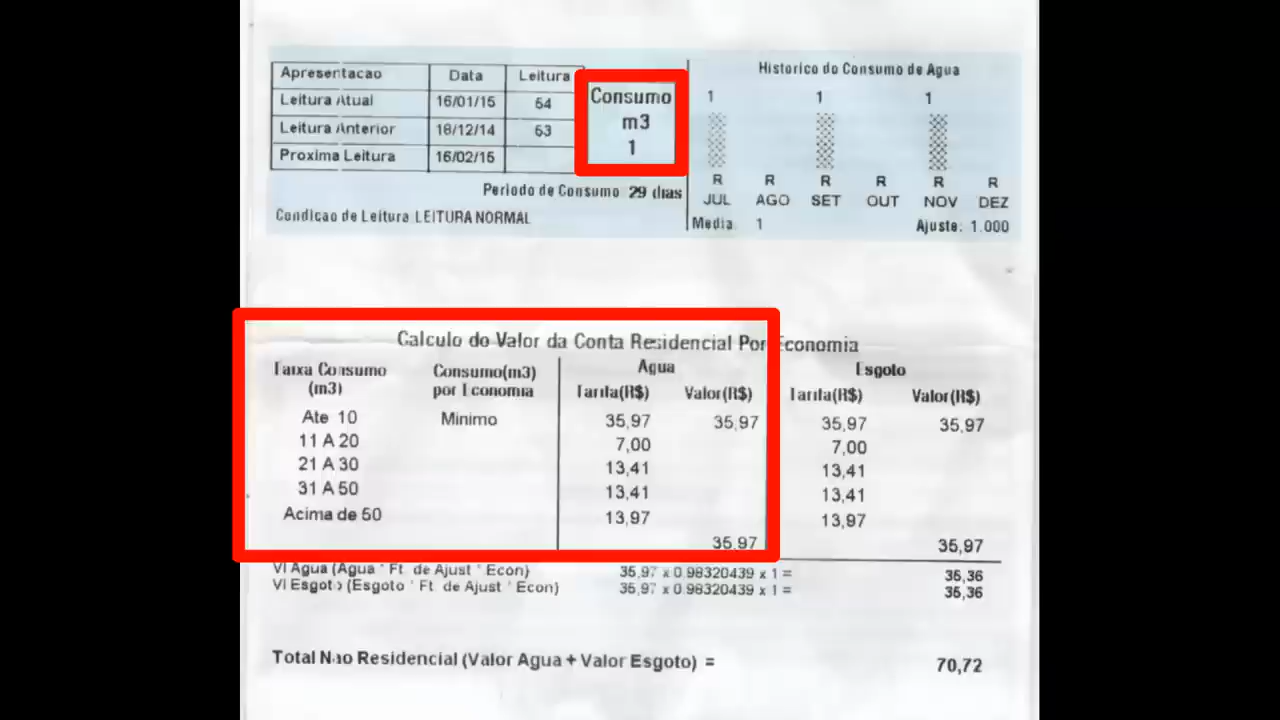 Historico do Consumo de Agua
Apresentacao Data Leitura
Leitura Atual 16/01/15 54
Leitura Anterior 18/12/14 53
Proxima Leitura 16/02/15
Consumo
m3
1
1 1 1
R R R R R R
JUL AGO SET OUT NOV DEZ
Periodo de Consumo 29 dias
Condicao de Leitura LEITURA NORMAL
Media 1 Ajuste: 1.000
Calculo do Valor da Conta Residencial Por Economia
Faixa Consumo (m3) Consumo(m3) por Economia Agua Esgoto
Tarifa(R$) Valor(R$) Tarifa(R$) Valor(R$)
Ate 10 Minimo 35,97 35,97 35,97 35,97
11 A 20 7,00 7,00
21 A 30 13,41 13,41
31 A 50 13,41 13,41
Acima de 50 13,97 13,97
35,97 35,97
Vl Agua (Agua * Ft. de Ajust * Econ) 35,97 x 0.98320439 x 1 = 35,36
Vl Esgoto (Esgoto * Ft. de Ajust * Econ) 35,97 x 0.98320439 x 1 = 35,36
Total Nao Residencial (Valor Agua + Valor Esgoto) = 70,72